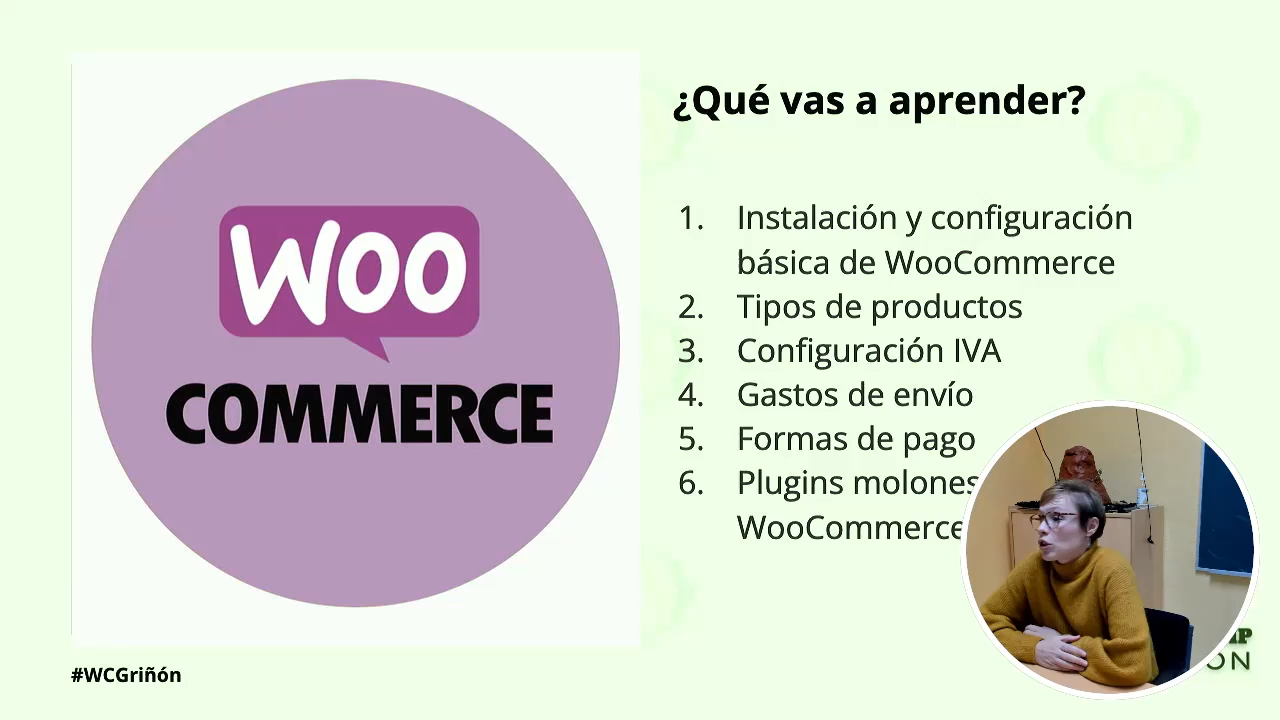 WOO
COMMERCE
¿Qué vas a aprender?
1. Instalación y configuración
básica de WooCommerce
2. Tipos de productos
3. Configuración IVA
4. Gastos de envío
5. Formas de pago
6. Plugins molones
WooCommerce
#WCGriñón